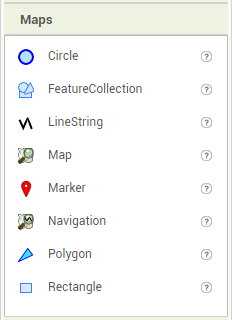 Maps
Circle ?
FeatureCollection ?
LineString ?
Map ?
Marker ?
Navigation ?
Polygon ?
Rectangle ?